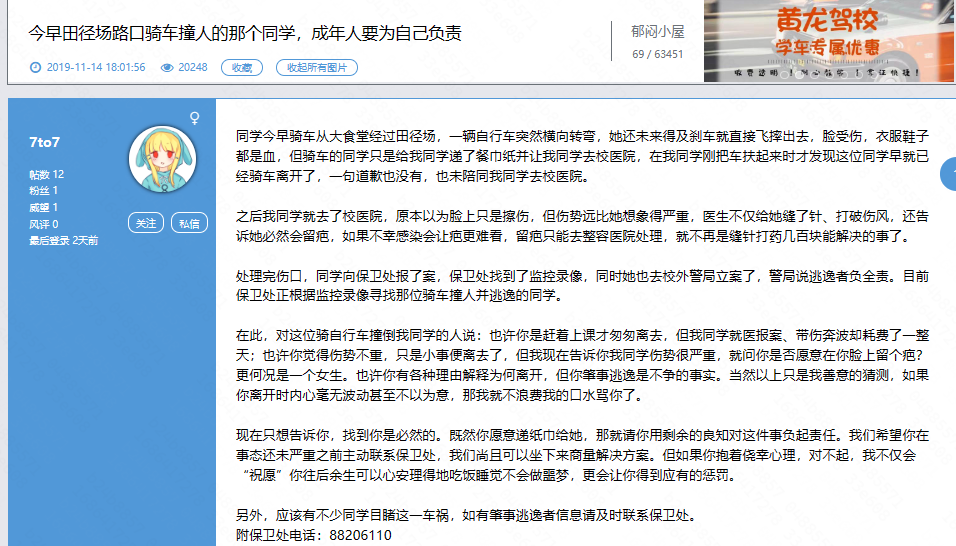 今早田径场路口骑车撞人的那个同学，成年人要为自己负责
2019-11-14 18:01:56 20248 收藏 收起所有图片
郁闷小屋
69 / 63451
黄龙驾校
学车专属优惠
7to7
帖数 12
粉丝 1
威望 1
风评 0
最后登录 2天前
关注 私信
同学今早骑车从大食堂经过田径场，一辆自行车突然横向转弯，她还未来得及刹车就直接飞摔出去，脸受伤，衣服鞋子
都是血，但骑车的同学只是给我同学递了餐巾纸并让我同学去校医院，在我同学刚把车扶起来时才发现这位同学早就已
经骑车离开了，一句道歉也没有，也未陪同我同学去校医院。
之后我同学就去了校医院，原本以为脸上只是擦伤，但伤势远比她想象得严重，医生不仅给她缝了针、打破伤风，还告
诉她必然会留疤，如果不幸感染会让疤更难看，留疤只能去整容医院处理，就不再是缝针打药几百块能解决的事了。
处理完伤口，同学向保卫处报了案，保卫处找到了监控录像，同时她也去校外警局立案了，警局说逃逸者负全责。目前
保卫处正根据监控录像寻找那位骑车撞人并逃逸的同学。
在此，对这位骑自行车撞倒我同学的人说：也许你是赶着上课才匆匆离去，但我同学就医报案、带伤奔波却耗费了一整
天；也许你觉得伤势不重，只是小事便离去了，但我现在告诉你我同学伤势很严重，就问你是否愿意在你脸上留个疤？
更何况是一个女生。也许你有各种理由解释为何离开，但你肇事逃逸是不争的事实。当然以上只是我善意的猜测，如果
你离开时内心毫无波动甚至不以为意，那我就不浪费我的口水骂你了。
现在只想告诉你，找到你是必然的。既然你愿意递纸巾给她，那就请你用剩余的良知对这件事负起责任。我们希望你在
事态还未严重之前主动联系保卫处，我们尚且可以坐下来商量解决方案。但如果你抱着侥幸心理，对不起，我不仅会
“祝愿”你往后余生可以心安理得地吃饭睡觉不会做噩梦，更会让你得到应有的惩罚。
另外，应该有不少同学目睹这一车祸，如有肇事逃逸者信息请及时联系保卫处。
附保卫处电话：88206110